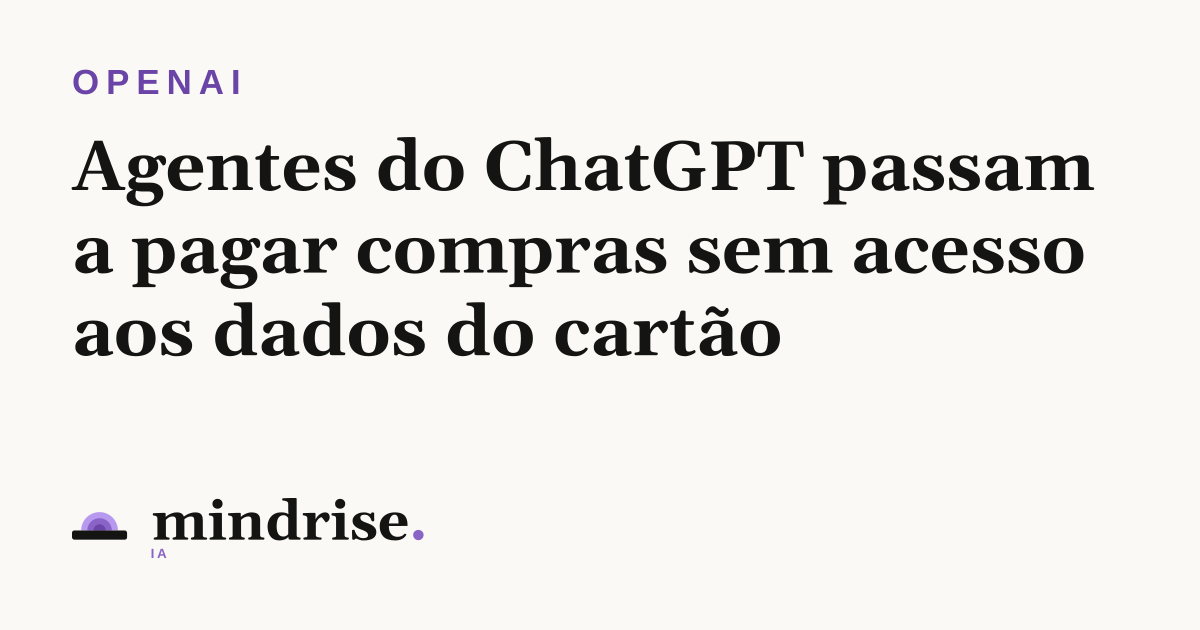 OPENAI
Agentes do ChatGPT passam
a pagar compras sem acesso
aos dados do cartão
mindrise.
IA